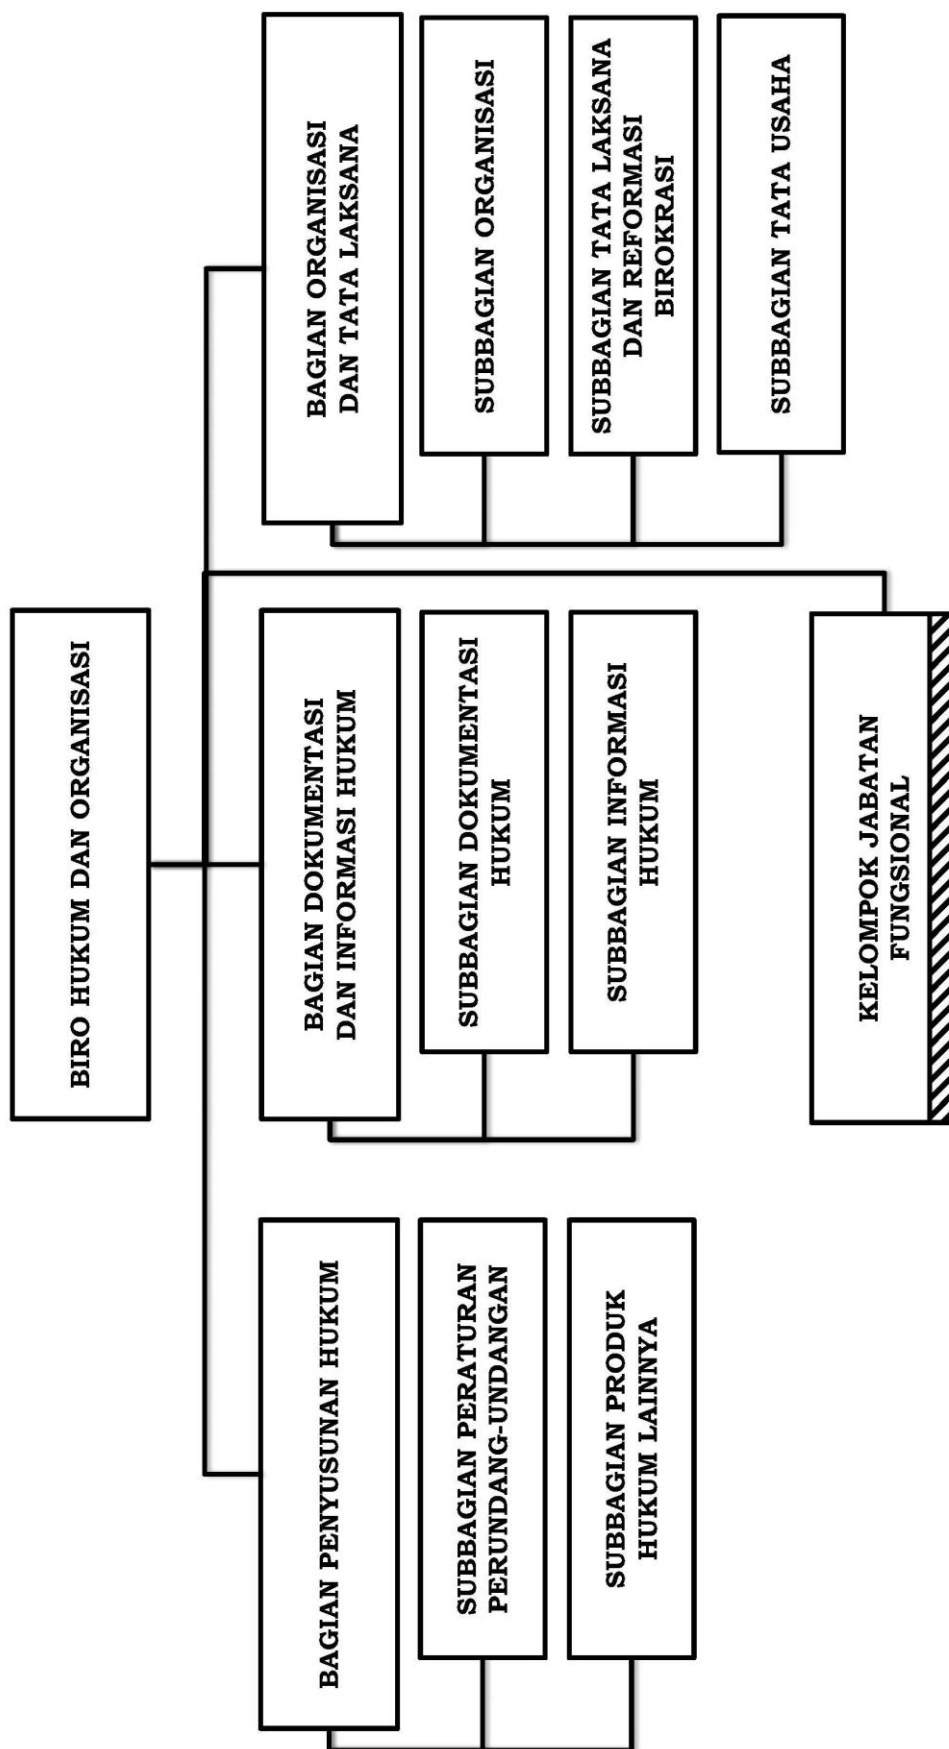 BIRO HUKUM DAN ORGANISASI
BAGIAN PENYUSUNAN HUKUM
SUBBAGIAN PERATURAN
PERUNDANG-UNDANGAN
SUBBAGIAN PRODUK
HUKUM LAINNYA
BAGIAN DOKUMENTASI
DAN INFORMASI HUKUM
SUBBAGIAN DOKUMENTASI
HUKUM
SUBBAGIAN INFORMASI
HUKUM
BAGIAN ORGANISASI
DAN TATA LAKSANA
SUBBAGIAN ORGANISASI
SUBBAGIAN TATA LAKSANA
DAN REFORMASI
BIROKRASI
SUBBAGIAN TATA USAHA
KELOMPOK JABATAN
FUNGSIONAL